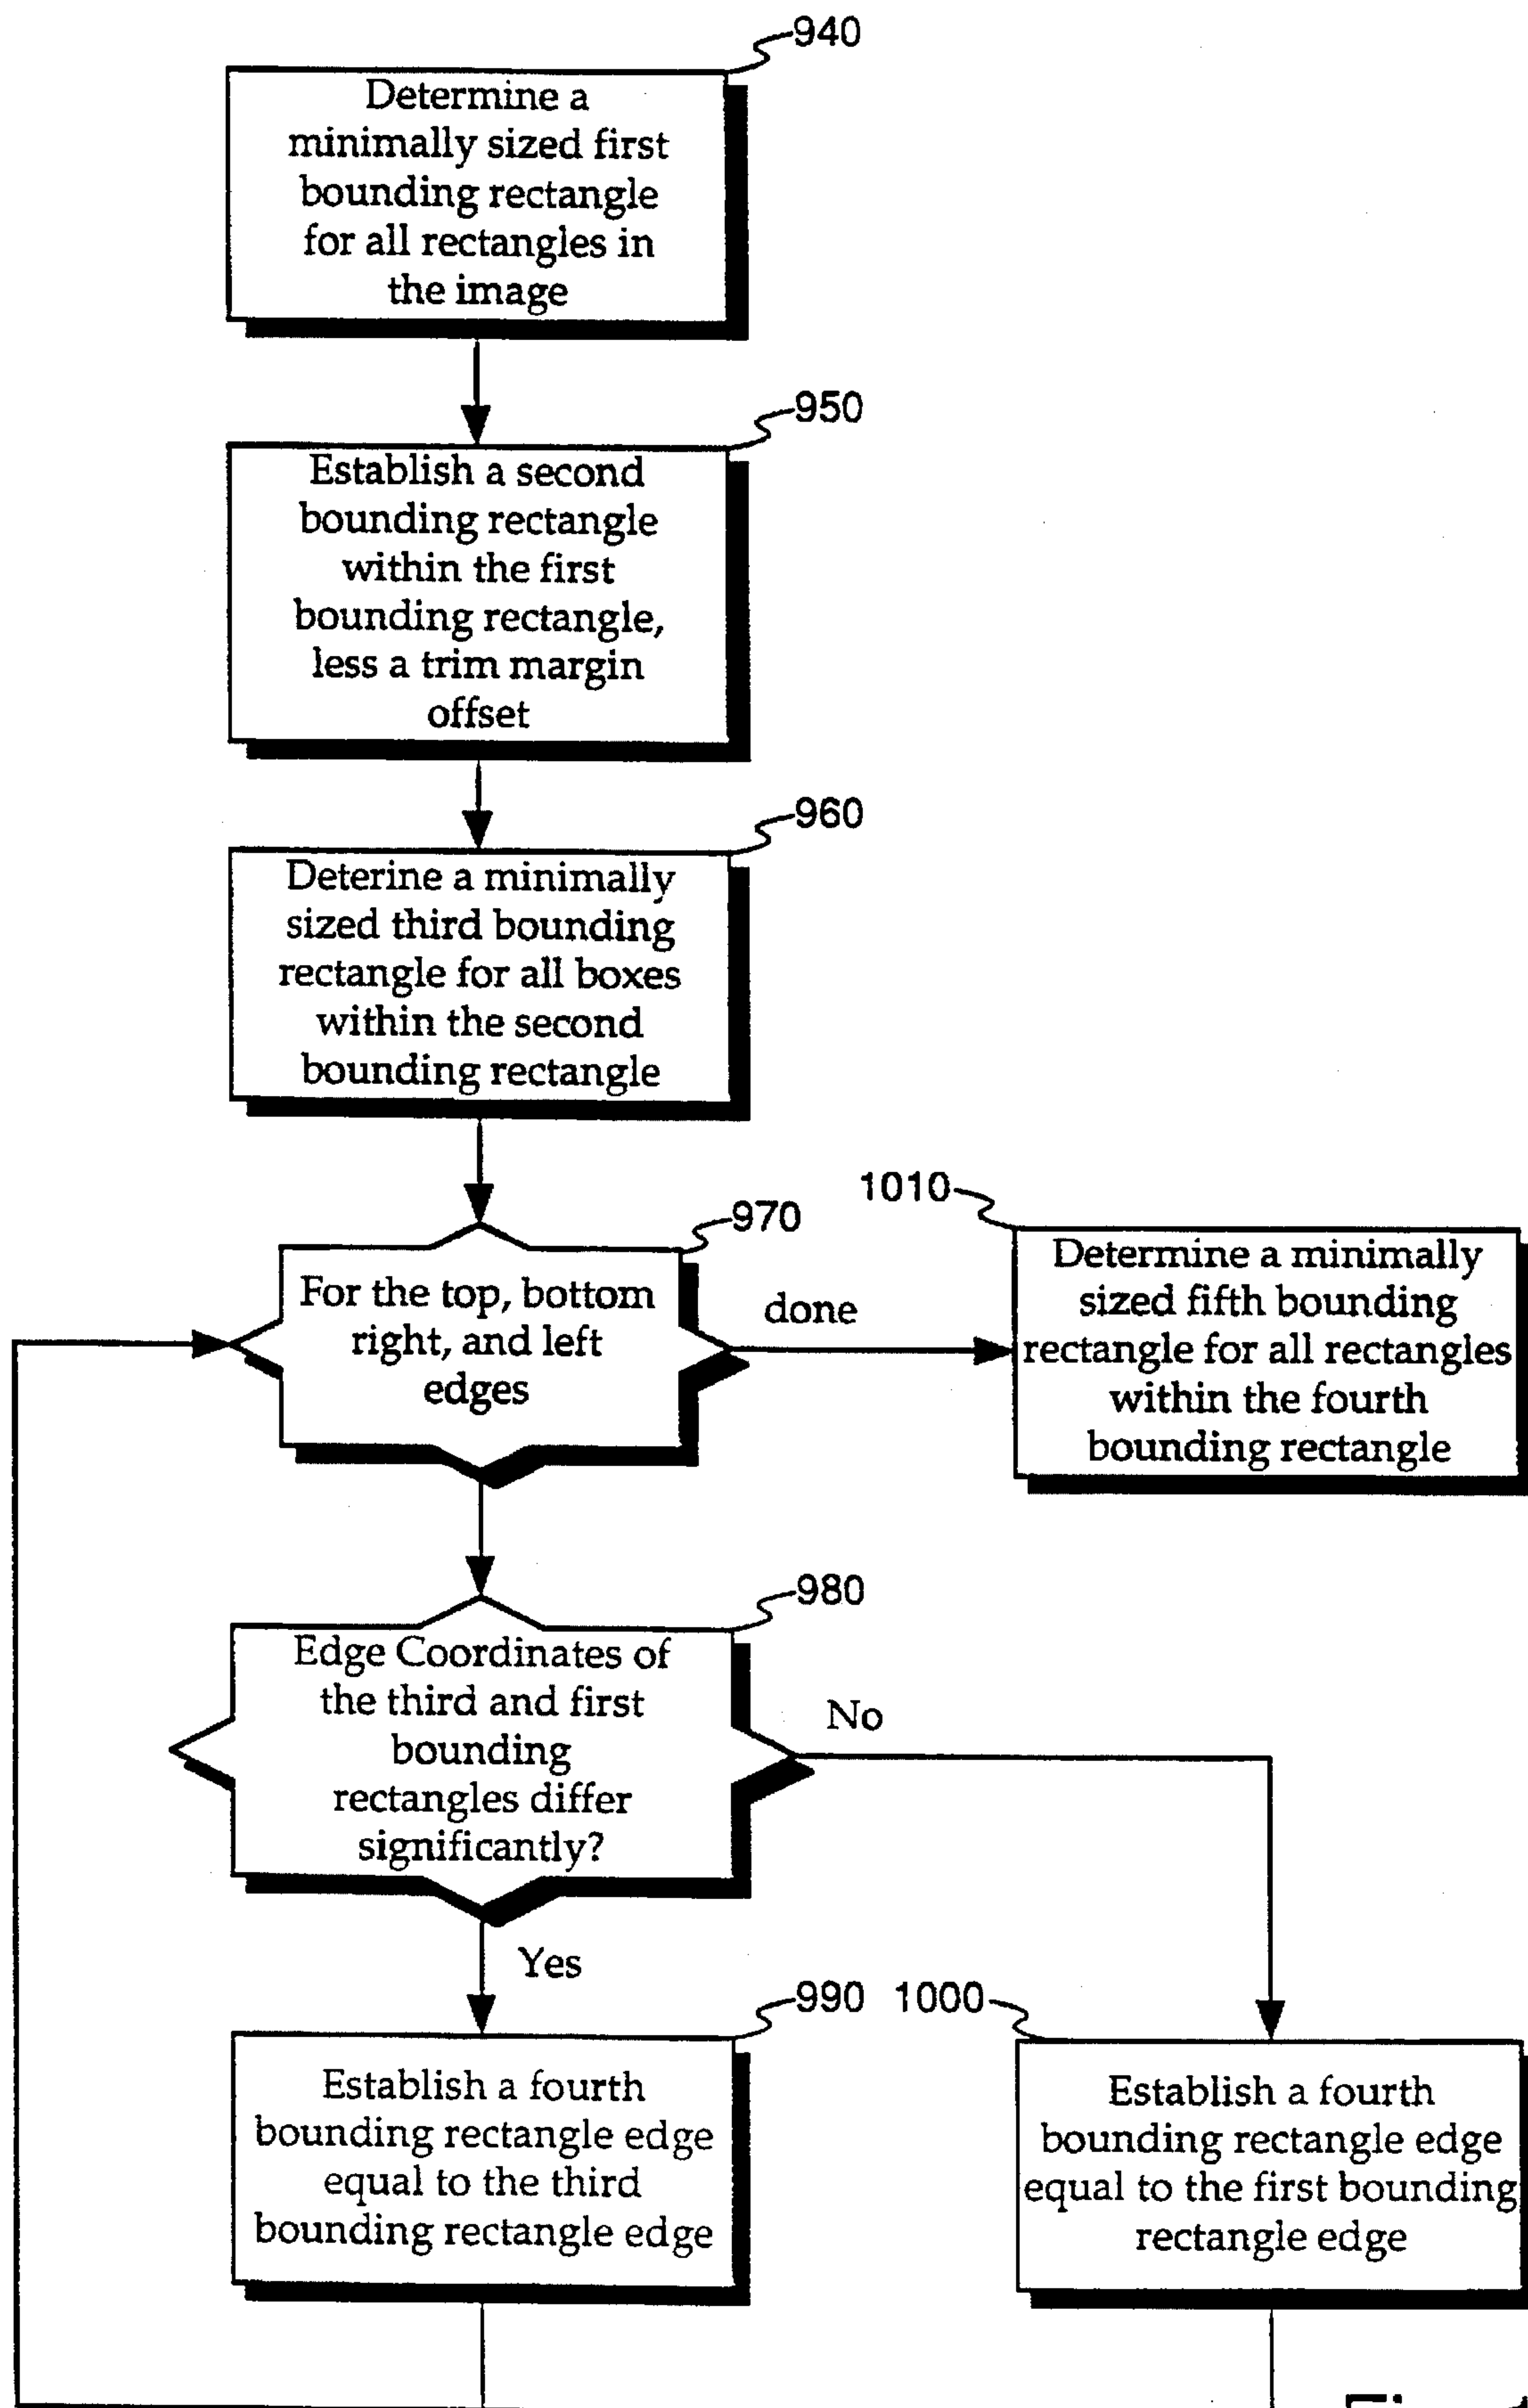 940
Determine a
minimally sized first
bounding rectangle
for all rectangles in
the image
950
Establish a second
bounding rectangle
within the first
bounding rectangle,
less a trim margin
offset
960
Deterine a minimally
sized third bounding
rectangle for all boxes
within the second
bounding rectangle
970
For the top, bottom
right, and left
edges
done
1010
Determine a minimally
sized fifth bounding
rectangle for all rectangles
within the fourth
bounding rectangle
980
Edge Coordinates of
the third and first
bounding
rectangles differ
significantly?
No
Yes
990
Establish a fourth
bounding rectangle edge
equal to the third
bounding rectangle edge
1000
Establish a fourth
bounding rectangle edge
equal to the first bounding
rectangle edge